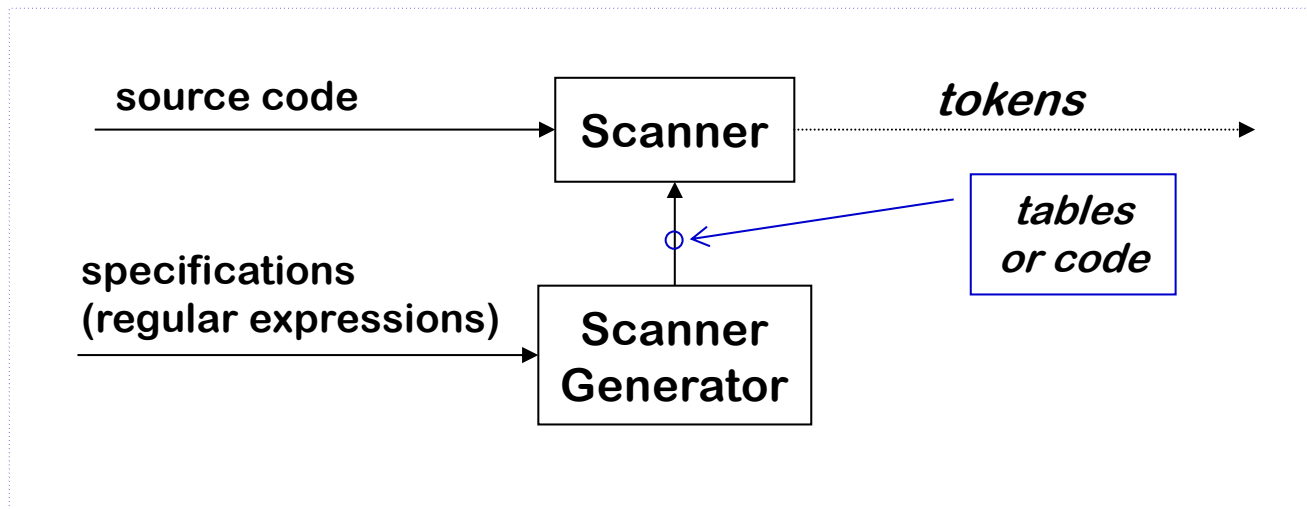 source code
Scanner
tokens
tables
or code
specifications
(regular expressions)
Scanner
Generator